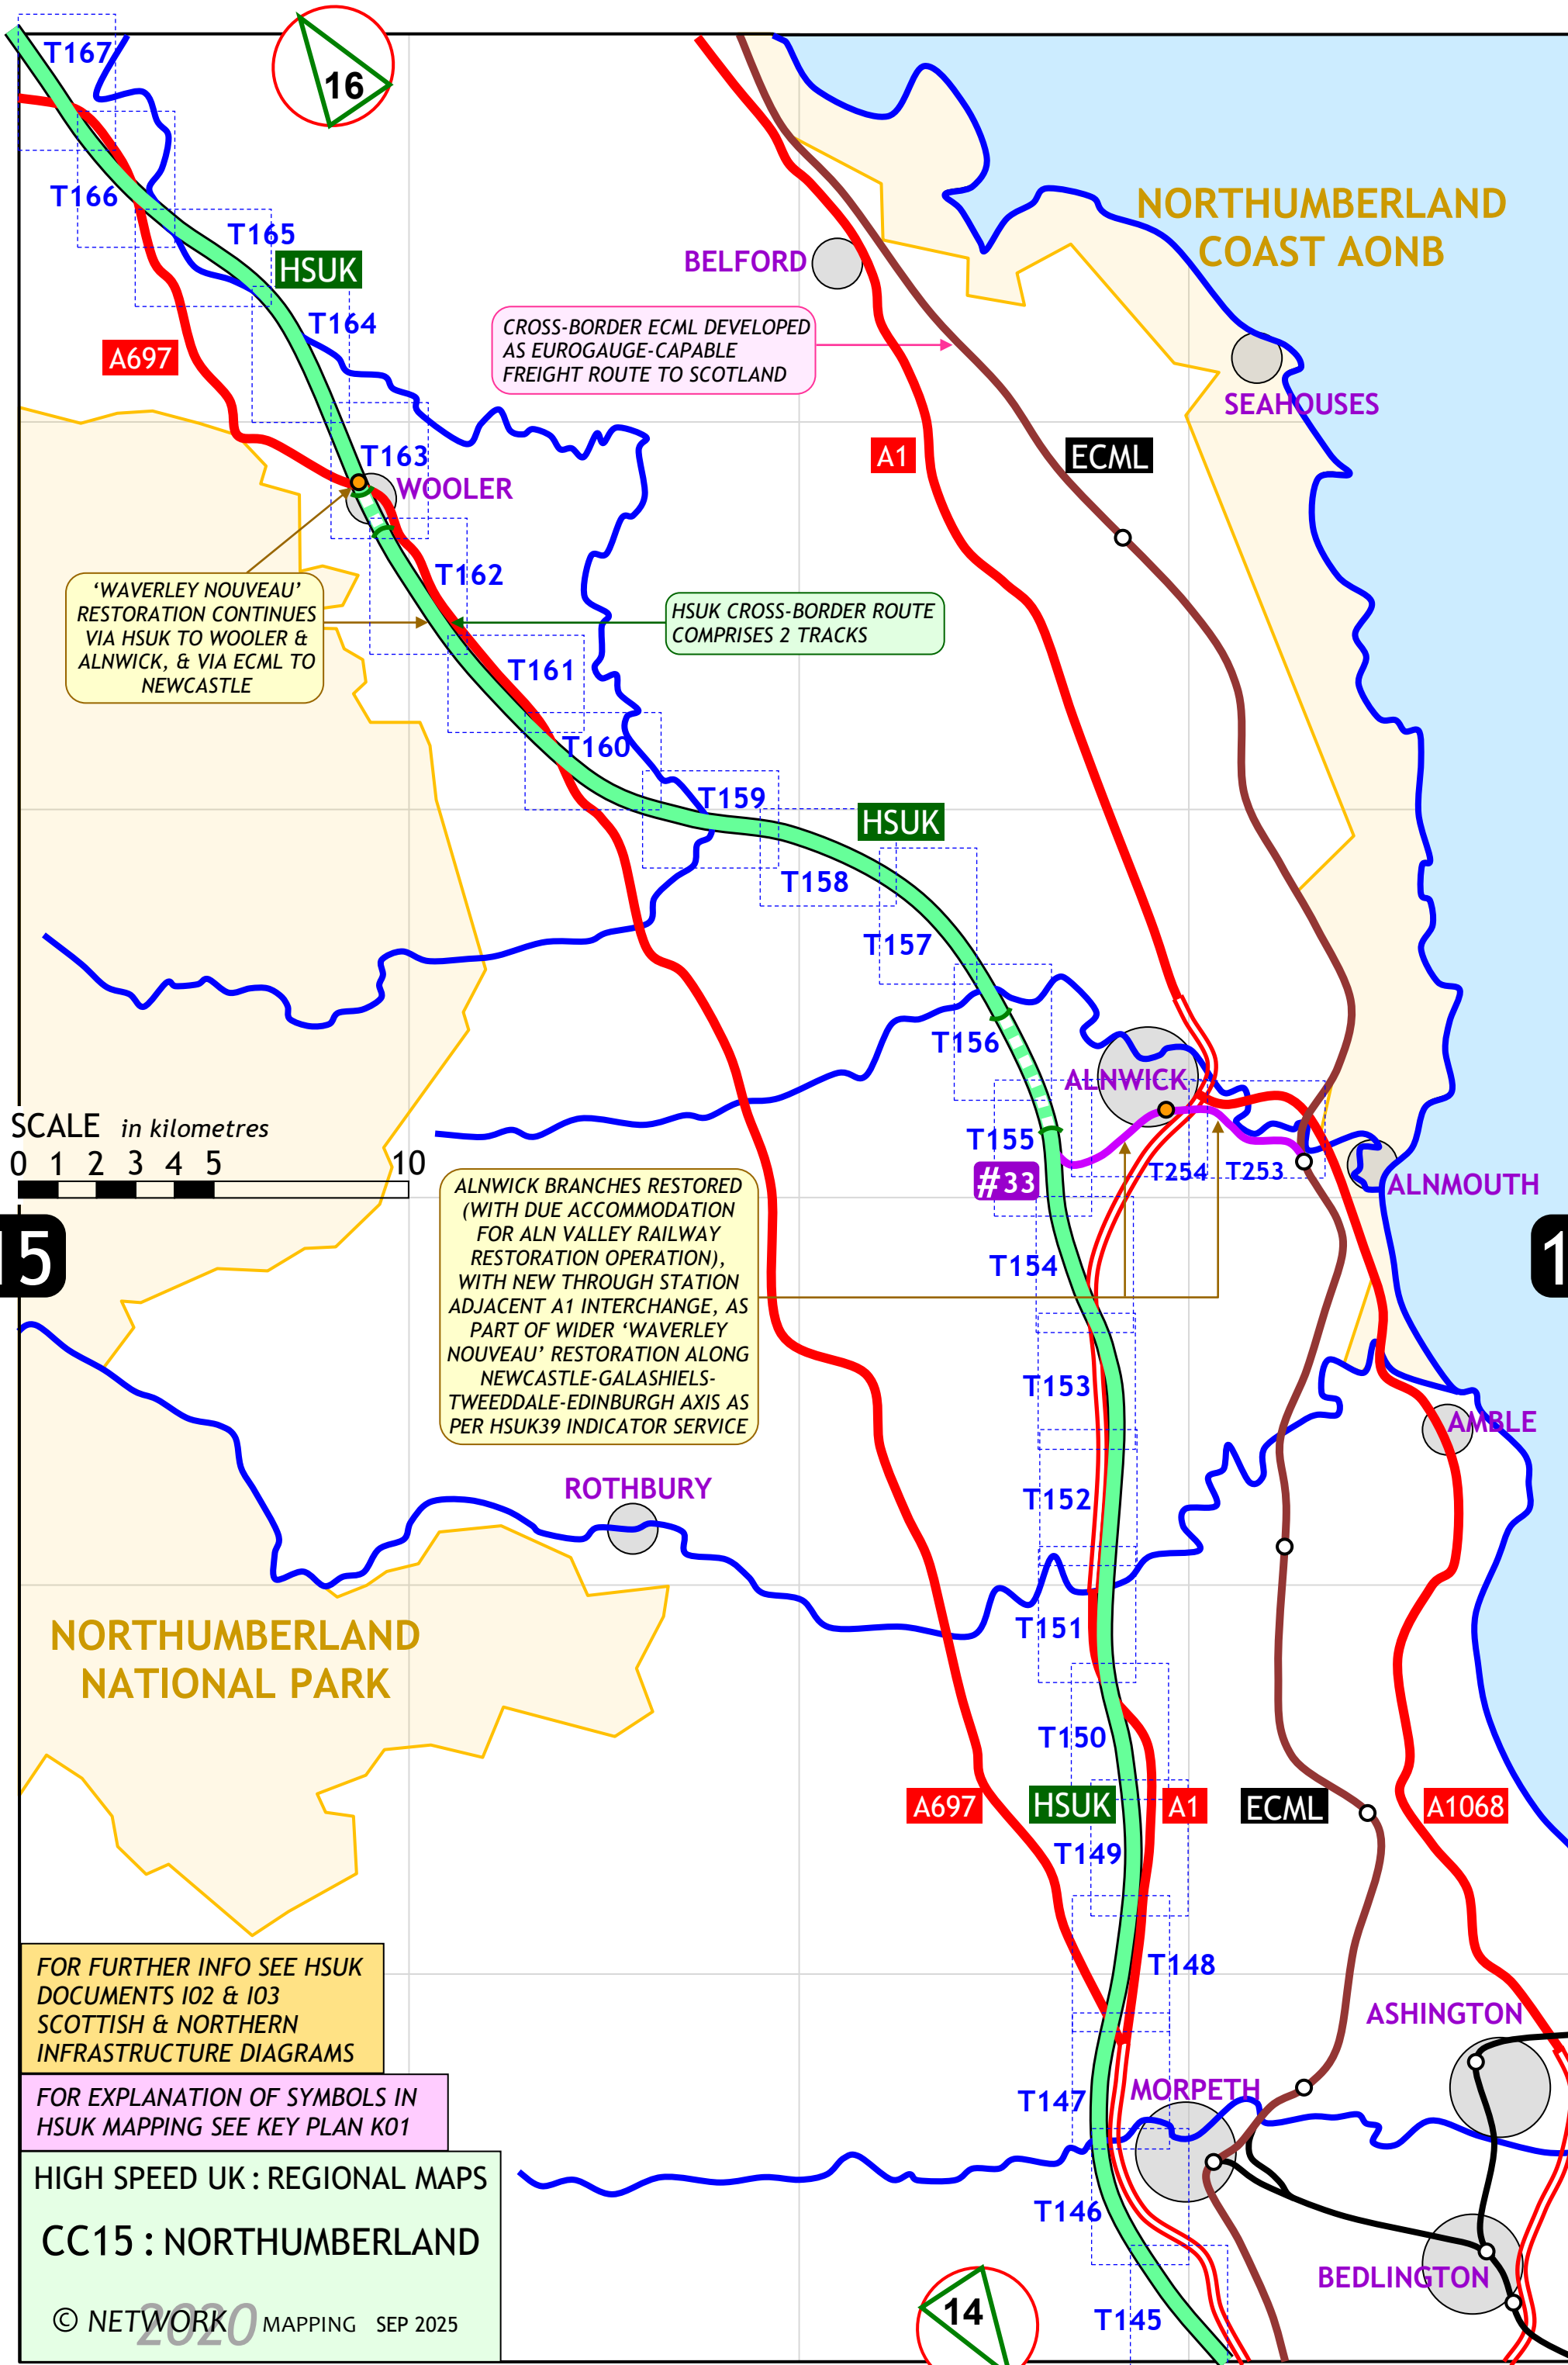 T167
16
T166
T165
HSUK
NORTHUMBERLAND
COAST AONB
BELFORD
T164
CROSS-BORDER ECML DEVELOPED
AS EUROGAUGE-CAPABLE
FREIGHT ROUTE TO SCOTLAND
A697
SEAHOUSES
A1
ECML
T163
WOOLER
T162
‘WAVERLEY NOUVEAU’
RESTORATION CONTINUES
VIA HSUK TO WOOLER &
ALNWICK, & VIA ECML TO
NEWCASTLE
HSUK CROSS-BORDER ROUTE
COMPRISES 2 TRACKS
T161
T160
T159
HSUK
T158
T157
T156
ALNWICK
SCALE in kilometres
0 1 2 3 4 5 10
T155
#33
T254
T253
ALNMOUTH
15
1
ALNWICK BRANCHES RESTORED
(WITH DUE ACCOMMODATION
FOR ALN VALLEY RAILWAY
RESTORATION OPERATION),
WITH NEW THROUGH STATION
ADJACENT A1 INTERCHANGE, AS
PART OF WIDER ‘WAVERLEY
NOUVEAU’ RESTORATION ALONG
NEWCASTLE-GALASHIELS-
TWEEDDALE-EDINBURGH AXIS AS
PER HSUK39 INDICATOR SERVICE
T154
T153
AMBLE
ROTHBURY
T152
T151
NORTHUMBERLAND
NATIONAL PARK
T150
A697
HSUK
A1
ECML
A1068
T149
T148
FOR FURTHER INFO SEE HSUK
DOCUMENTS I02 & I03
SCOTTISH & NORTHERN
INFRASTRUCTURE DIAGRAMS
ASHINGTON
MORPETH
T147
FOR EXPLANATION OF SYMBOLS IN
HSUK MAPPING SEE KEY PLAN K01
HIGH SPEED UK : REGIONAL MAPS
CC15 : NORTHUMBERLAND
© NETWORK 2020 MAPPING SEP 2025
T146
BEDLINGTON
14
T145